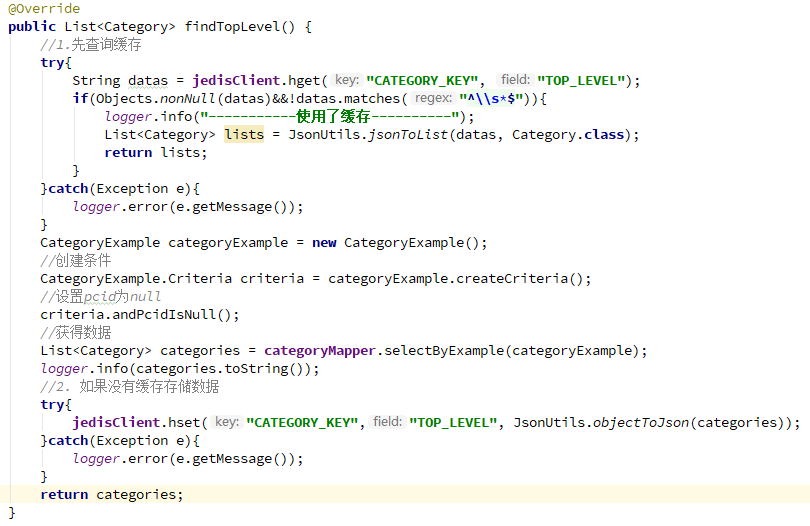 @Override
public List<Category> findTopLevel() {
    //1.先查询缓存
    try{
        String datas = jedisClient.hget( key: "CATEGORY_KEY", field: "TOP_LEVEL");
        if(Objects.nonNull(datas)&&!datas.matches( regex: "^\\s*$")){
            logger.info("-----------使用了缓存----------");
            List<Category> lists = JsonUtils.jsonToList(datas, Category.class);
            return lists;
        }
    }catch(Exception e){
        logger.error(e.getMessage());
    }
    CategoryExample categoryExample = new CategoryExample();
    //创建条件
    CategoryExample.Criteria criteria = categoryExample.createCriteria();
    //设置pcid为null
    criteria.andPcidIsNull();
    //获得数据
    List<Category> categories = categoryMapper.selectByExample(categoryExample);
    logger.info(categories.toString());
    //2. 如果没有缓存存储数据
    try{
        jedisClient.hset( key: "CATEGORY_KEY", field: "TOP_LEVEL", JsonUtils.objectToJson(categories));
    }catch(Exception e){
        logger.error(e.getMessage());
    }
    return categories;
}